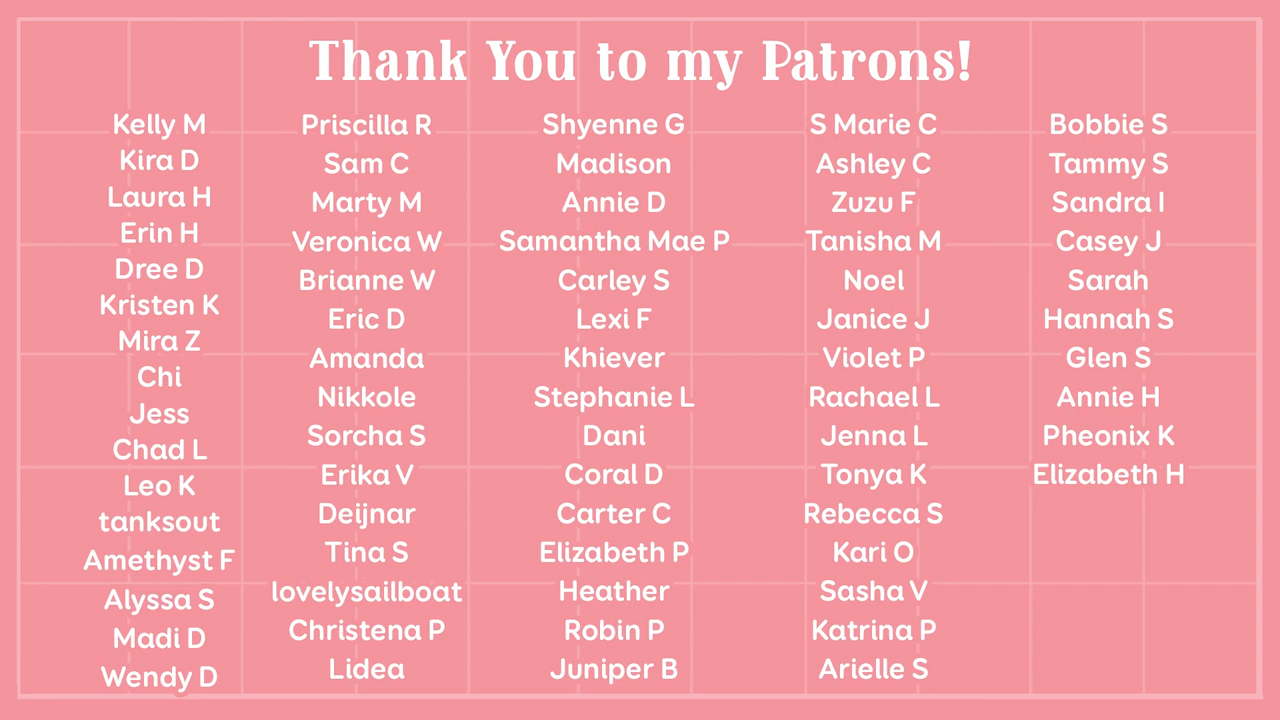 Thank You to my Patrons!
Kelly M
Kira D
Laura H
Erin H
Dree D
Kristen K
Mira Z
Chi
Jess
Chad L
Leo K
tanksout
Amethyst F
Alyssa S
Madi D
Wendy D
Priscilla R
Sam C
Marty M
Veronica W
Brianne W
Eric D
Amanda
Nikkole
Sorcha S
Erika V
Deijnar
Tina S
lovelysailboat
Christena P
Lidea
Shyenne G
Madison
Annie D
Samantha Mae P
Carley S
Lexi F
Khiever
Stephanie L
Dani
Coral D
Carter C
Elizabeth P
Heather
Robin P
Juniper B
S Marie C
Ashley C
Zuzu F
Tanisha M
Noel
Janice J
Violet P
Rachael L
Jenna L
Tonya K
Rebecca S
Kari O
Sasha V
Katrina P
Arielle S
Bobbie S
Tammy S
Sandra I
Casey J
Sarah
Hannah S
Glen S
Annie H
Pheonix K
Elizabeth H